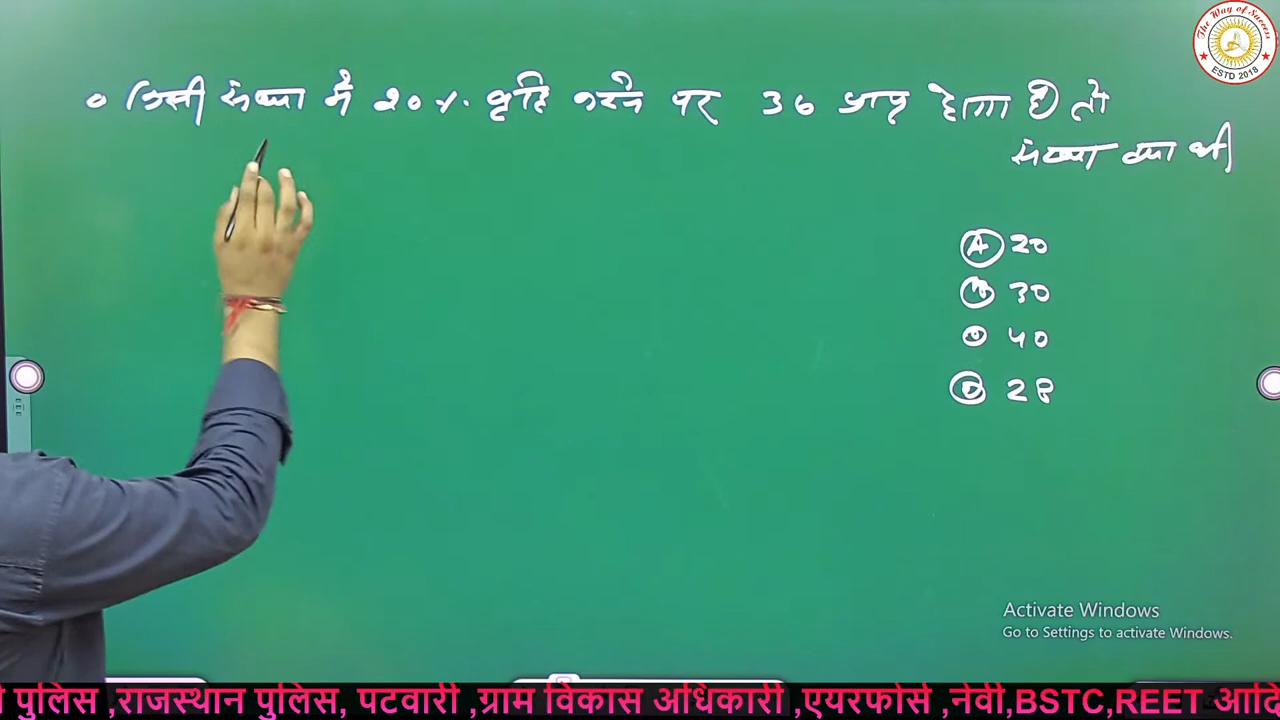 The Way of Success
ESTD 2018
० किसी संख्या में 20 % वृद्धि करने पर 36 प्राप्त होता है तो
संख्या क्या थी
A 20
B 30
C 40
D 28
Activate Windows
Go to Settings to activate Windows.
पुलिस ,राजस्थान पुलिस, पटवारी ,ग्राम विकास अधिकारी ,एयरफोर्स ,नेवी,BSTC,REET आदि